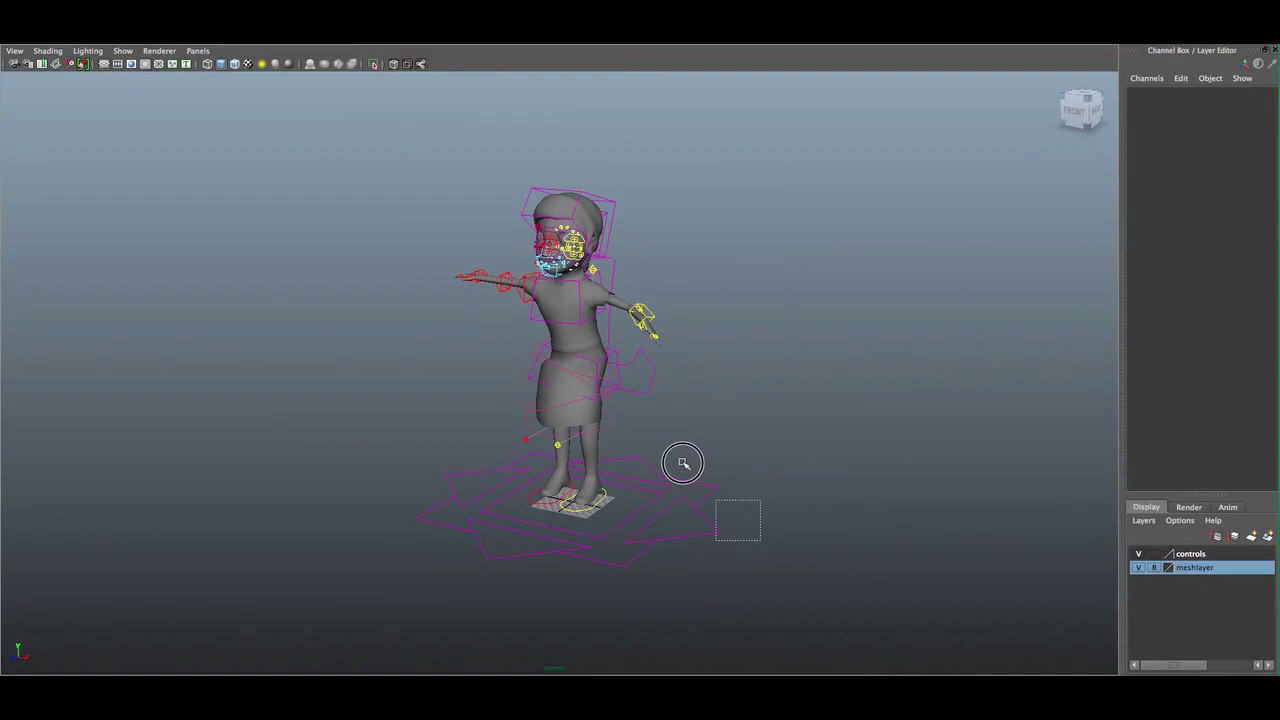 View Shading Lighting Show Renderer Panels
Channel Box / Layer Editor
Channels Edit Object Show
FRONT
Display Render Anim
Layers Options Help
V controls
V R meshlayer
Y
persp